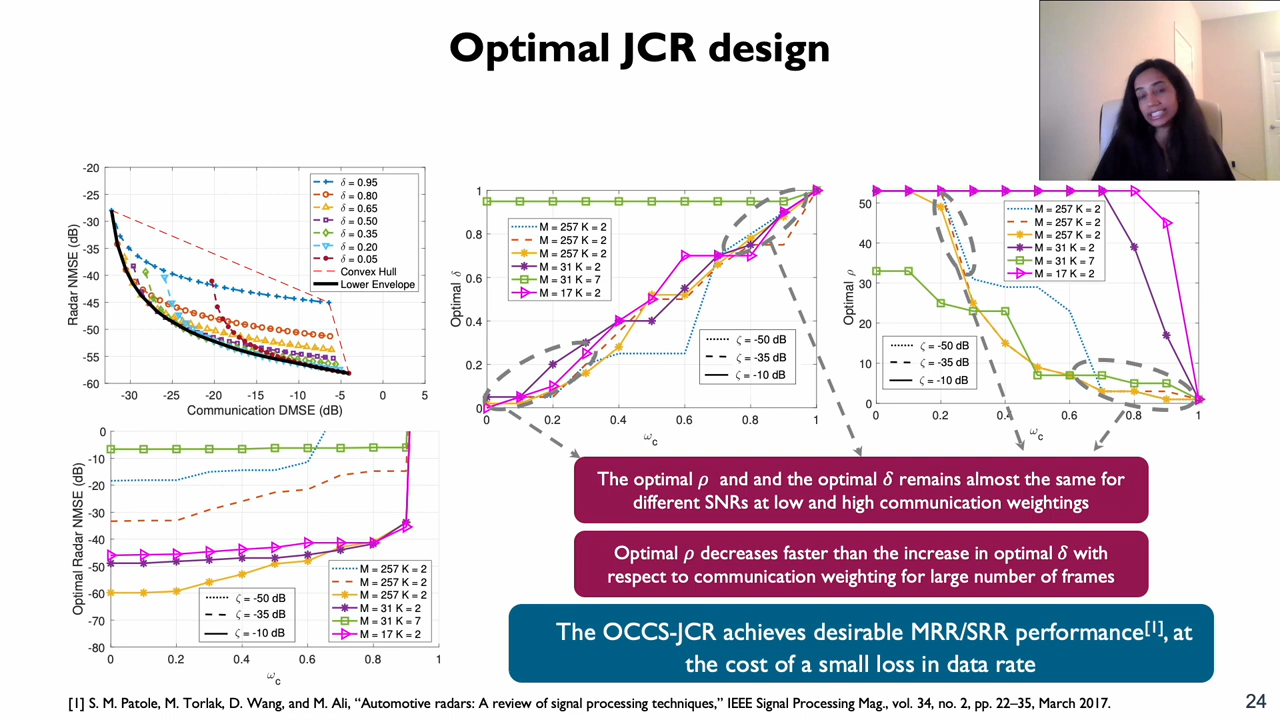 Optimal JCR design
-20
-25
-30
-35
-40
-45
-50
-55
-60
Radar NMSE (dB)
-30 -25 -20 -15 -10 -5 0 5
Communication DMSE (dB)
δ = 0.95
δ = 0.80
δ = 0.65
δ = 0.50
δ = 0.35
δ = 0.20
δ = 0.05
Convex Hull
Lower Envelope
1
0.8
0.6
0.4
0.2
0
Optimal δ
0 0.2 0.4 0.6 0.8 1
ω_c
M = 257 K = 2
M = 257 K = 2
M = 257 K = 2
M = 31 K = 2
M = 31 K = 7
M = 17 K = 2
ζ = -50 dB
ζ = -35 dB
ζ = -10 dB
50
40
30
20
10
0
Optimal ρ
0 0.2 0.4 0.6 0.8 1
ω_c
M = 257 K = 2
M = 257 K = 2
M = 257 K = 2
M = 31 K = 2
M = 31 K = 7
M = 17 K = 2
ζ = -50 dB
ζ = -35 dB
ζ = -10 dB
0
-10
-20
-30
-40
-50
-60
-70
-80
Optimal Radar NMSE (dB)
0 0.2 0.4 0.6 0.8 1
ω_c
ζ = -50 dB
ζ = -35 dB
ζ = -10 dB
M = 257 K = 2
M = 257 K = 2
M = 257 K = 2
M = 31 K = 2
M = 31 K = 7
M = 17 K = 2
The optimal ρ and and the optimal δ remains almost the same for
different SNRs at low and high communication weightings
Optimal ρ decreases faster than the increase in optimal δ with
respect to communication weighting for large number of frames
The OCCS-JCR achieves desirable MRR/SRR performance[1], at
the cost of a small loss in data rate
[1] S. M. Patole, M. Torlak, D. Wang, and M. Ali, “Automotive radars: A review of signal processing techniques,” IEEE Signal Processing Mag., vol. 34, no. 2, pp. 22–35, March 2017.
24